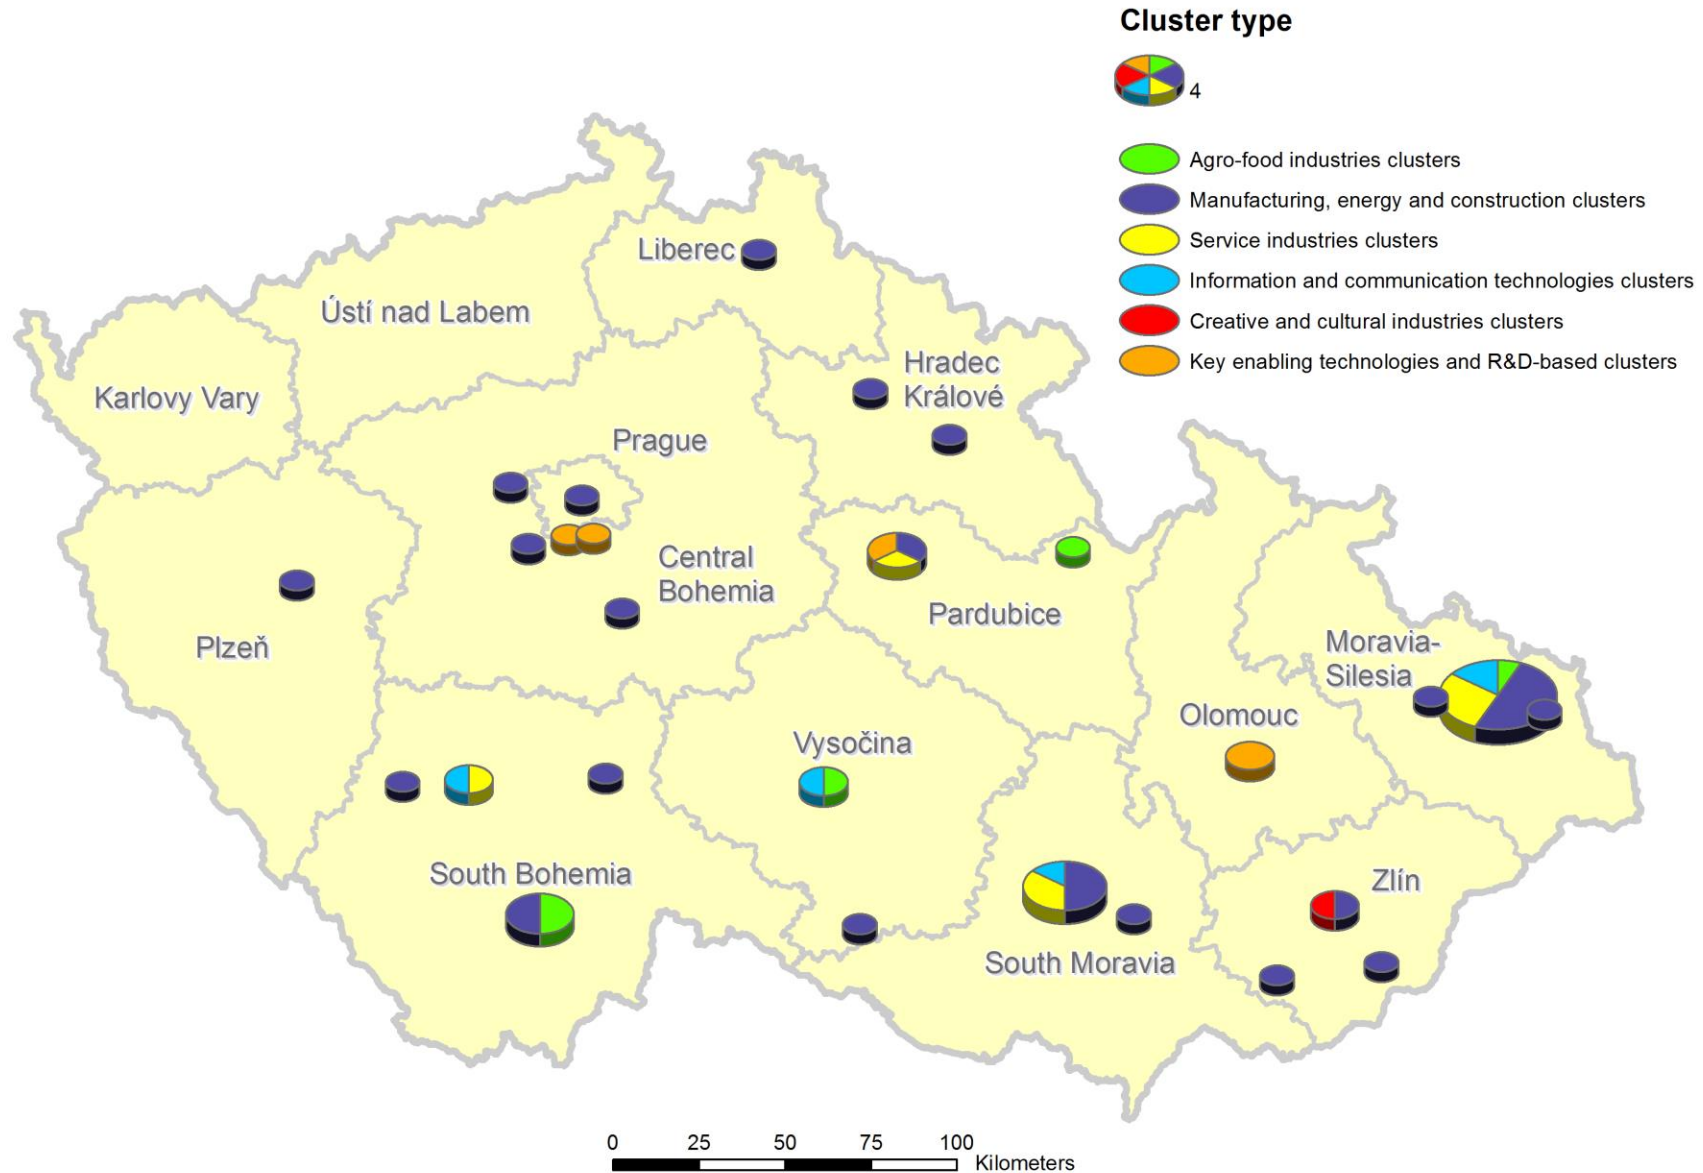 Cluster type
4
Agro-food industries clusters
Manufacturing, energy and construction clusters
Service industries clusters
Information and communication technologies clusters
Creative and cultural industries clusters
Key enabling technologies and R&D-based clusters
Liberec
Ústí nad Labem
Hradec
Králové
Karlovy Vary
Prague
Central
Bohemia
Pardubice
Plzeň
Moravia-
Silesia
Olomouc
Vysočina
South Bohemia
Zlín
South Moravia
0 25 50 75 100
Kilometers